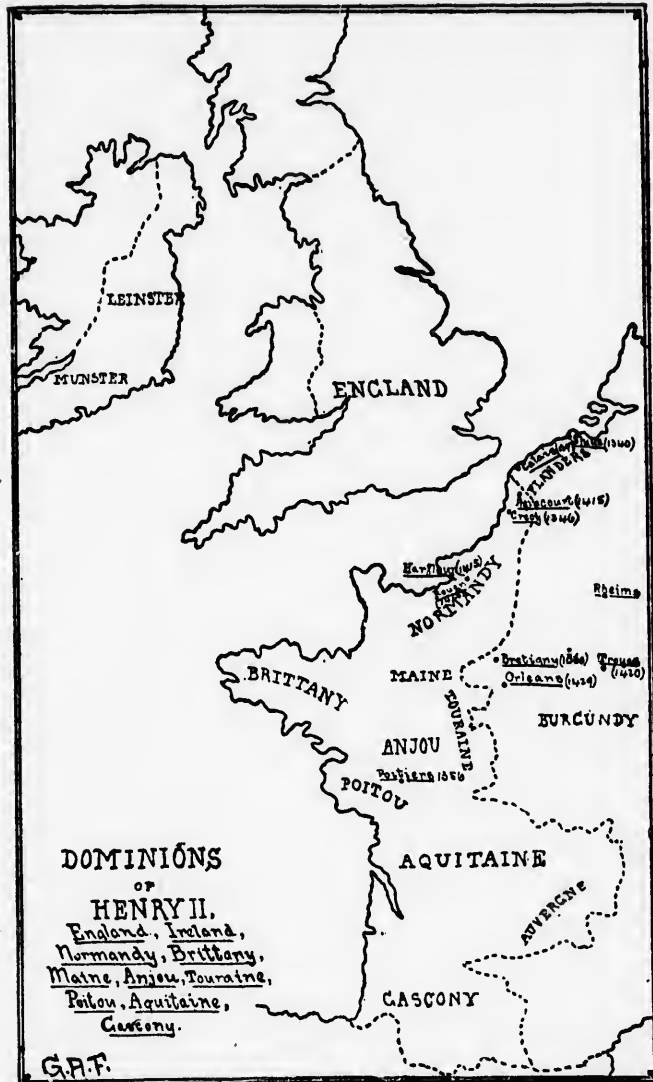 LEINSTER
MUNSTER
ENGLAND
(1340)
FLANDERS
Agincourt (1415)
Crecy (1346)
Harfleur (1415)
NORMANDY
Rheims
BRITTANY
MAINE
Bretigny (1360)
Troyes
(1420)
Orleans (1429)
TOURAINE
BURGUNDY
ANJOU
Poitiers 1356
POITOU
AQUITAINE
AUVERGNE
GASCONY
DOMINIONS
OF
HENRY II.
England, Ireland,
Normandy, Brittany,
Maine, Anjou, Touraine,
Poitou, Aquitaine,
Gascony.
G.A.F.